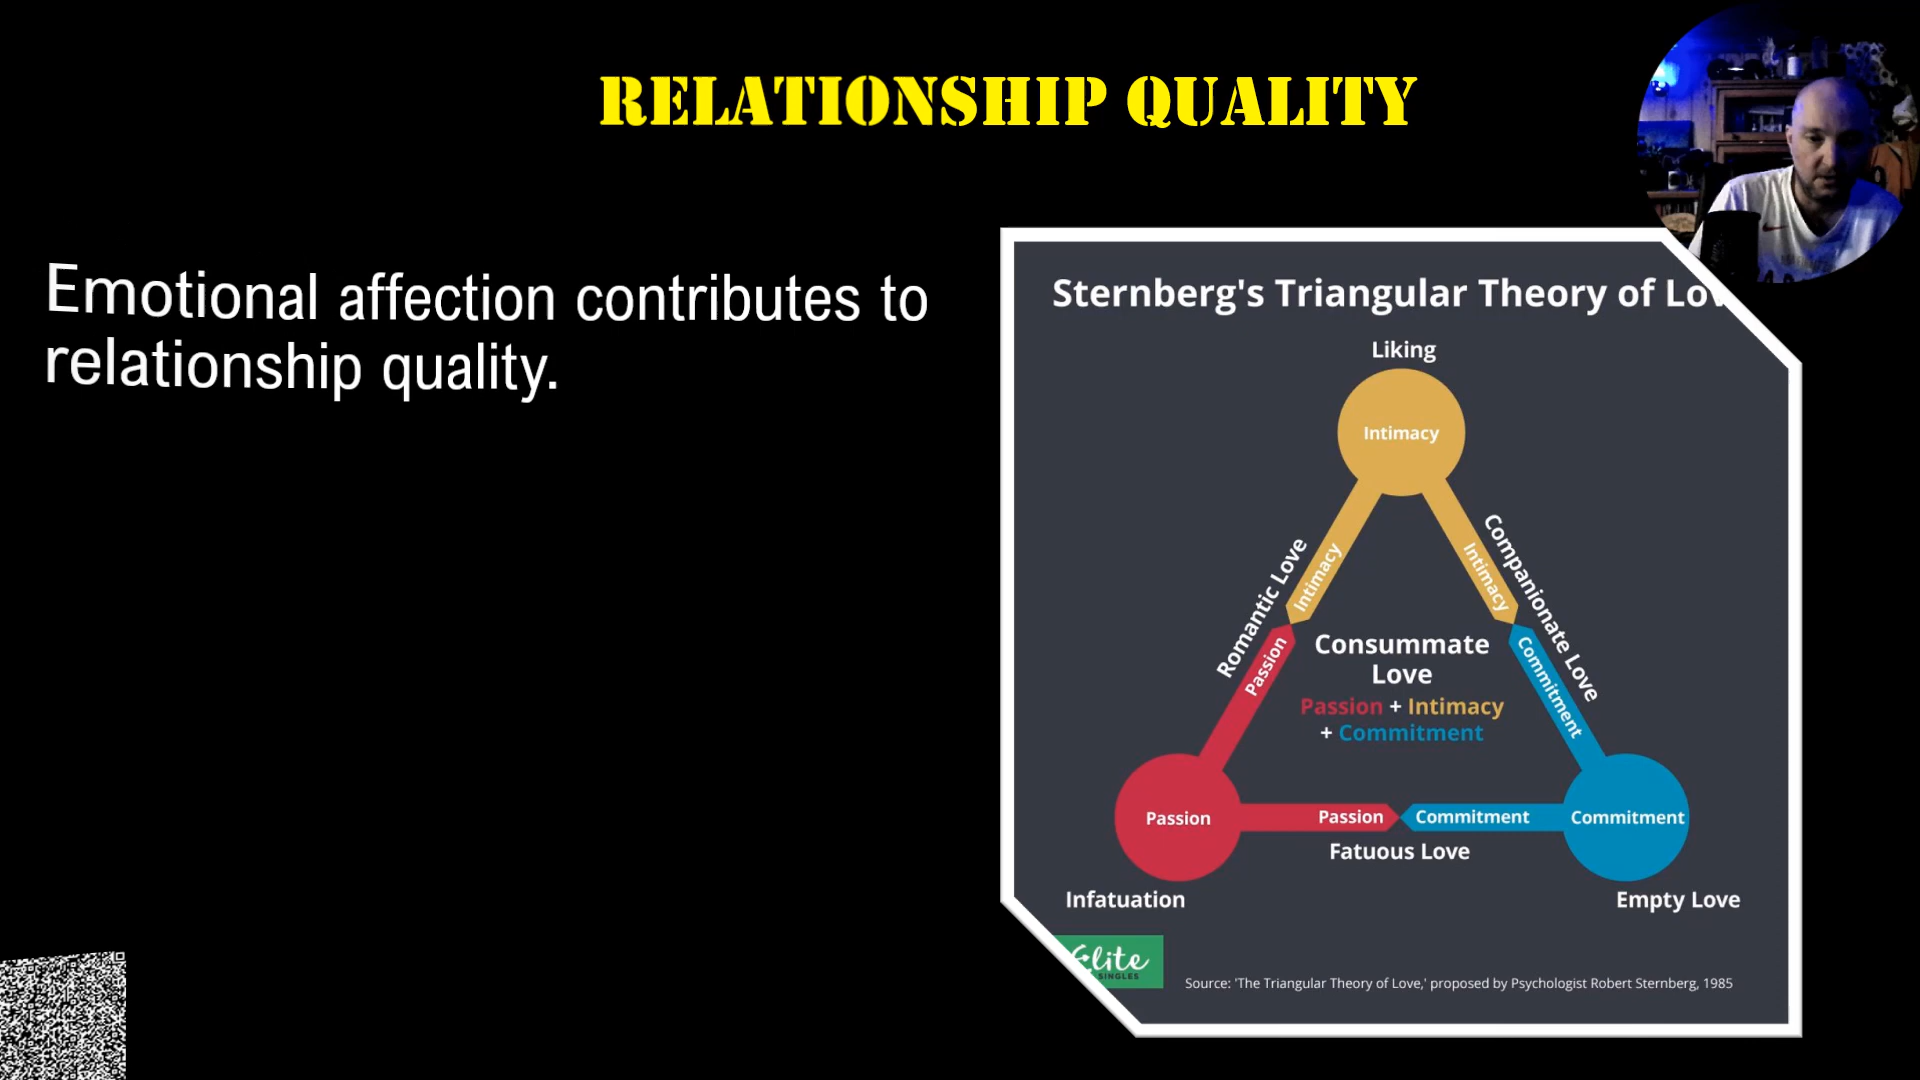 RELATIONSHIP QUALITY
Emotional affection contributes to
relationship quality.
Sternberg's Triangular Theory of Lov
Liking
Intimacy
Romantic Love
Intimacy
Passion
Companionate Love
Intimacy
Commitment
Consummate
Love
Passion + Intimacy
+ Commitment
Passion
Passion
Commitment
Commitment
Fatuous Love
Infatuation
Empty Love
Elite
SINGLES
Source: 'The Triangular Theory of Love,' proposed by Psychologist Robert Sternberg, 1985